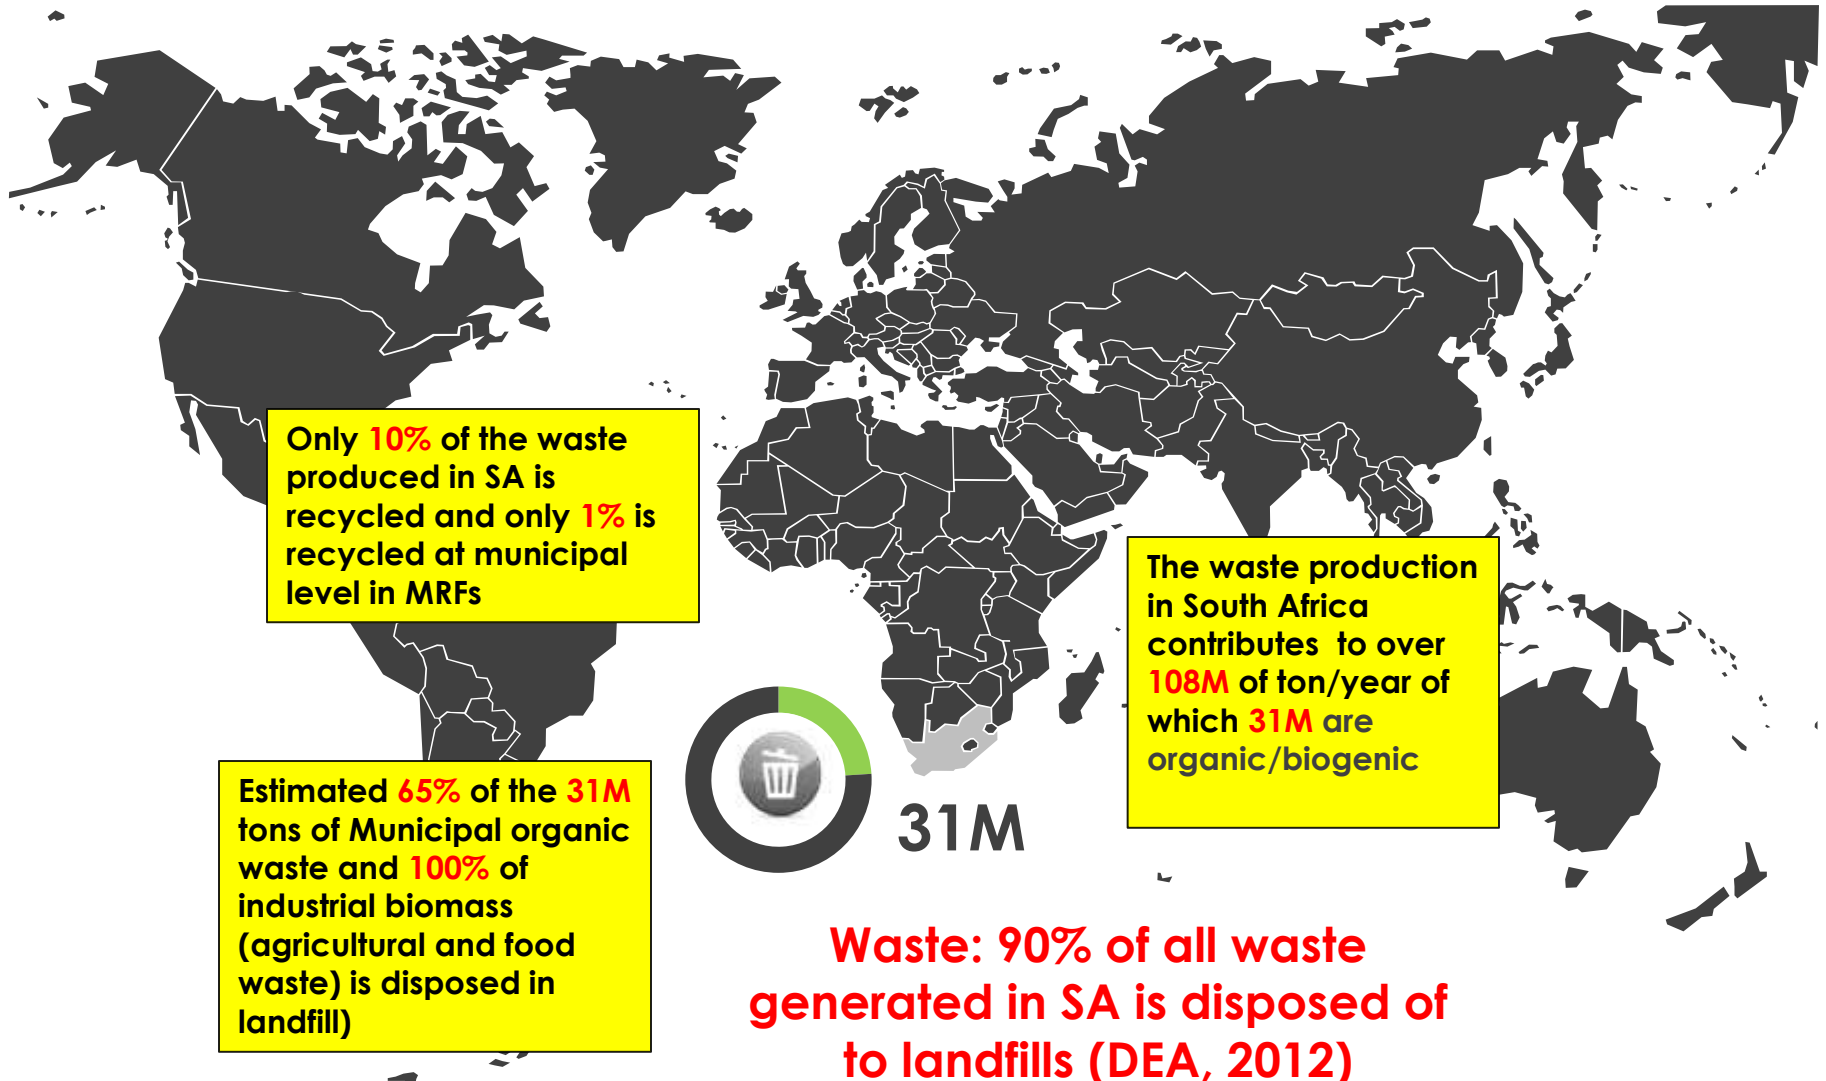 Only 10% of the waste
produced in SA is
recycled and only 1% is
recycled at municipal
level in MRFs
The waste production
in South Africa
contributes  to over
108M of ton/year of
which 31M are
organic/biogenic
Estimated 65% of the 31M
tons of Municipal organic
waste and 100% of
industrial biomass
(agricultural and food
waste) is disposed in
landfill)
31M
Waste: 90% of all waste
generated in SA is disposed of
to landfills (DEA, 2012)